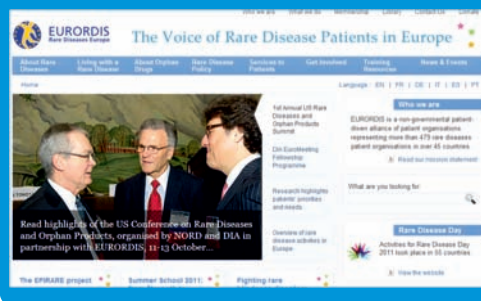 Who we are What we do Membership Library Contact Us Donate
EURORDIS
Rare Diseases Europe
The Voice of Rare Disease Patients in Europe
About Rare Diseases
Living with a Rare Disease
About Orphan Drugs
Rare Disease Policy
Services to Patients
Get Involved
Training Resources
News & Events
Home
Language: EN | FR | DE | IT | ES | PT
1st Annual US Rare
Diseases and
Orphan Products
Summit
DIA EuroMeeting
Fellowship
Programme
Research highlights
patients' priorities
and needs
Overview of rare
disease activities in
Europe
Read highlights of the US Conference on Rare Diseases
and Orphan Products, organised by NORD and DIA in
partnership with EURORDIS, 11-13 October...
Who we are
EURORDIS is a non-governmental patient-
driven alliance of patient organisations
representing more than 479 rare diseases
patient organisations in over 45 countries.
Read our mission statement
What are you looking for
Rare Disease Day
Activities for Rare Disease Day
2011 took place in 55 countries
View the website
The EPIRARE project
Summer School 2011:
Fighting rare